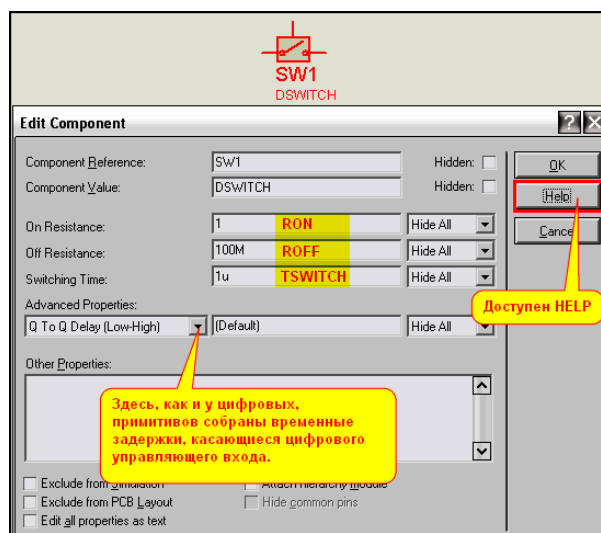 SW1
DSWITCH
Edit Component
Component Reference: SW1 Hidden:
OK
Component Value: DSWITCH Hidden:
Help
On Resistance: 1 RON Hide All
Cancel
Off Resistance: 100M ROFF Hide All
Switching Time: 1u TSWITCH Hide All
Доступен HELP
Advanced Properties:
Q To Q Delay (Low-High) (Default) Hide All
Other Properties:
Здесь, как и у цифровых,
примитивов собраны временные
задержки, касающиеся цифрового
управляющего входа.
Exclude from Simulation
Attach hierarchy module
Exclude from PCB Layout
Hide common pins
Edit all properties as text